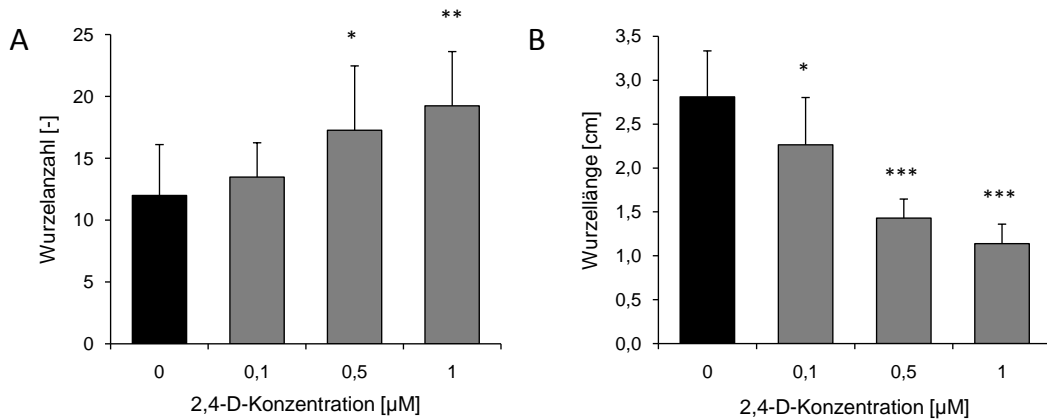 A
Wurzelanzahl [-]
25
20
15
10
5
0
*
**
0 0,1 0,5 1
2,4-D-Konzentration [µM]
B
Wurzellänge [cm]
3,5
3,0
2,5
2,0
1,5
1,0
0,5
0,0
*
***
***
0 0,1 0,5 1
2,4-D-Konzentration [µM]